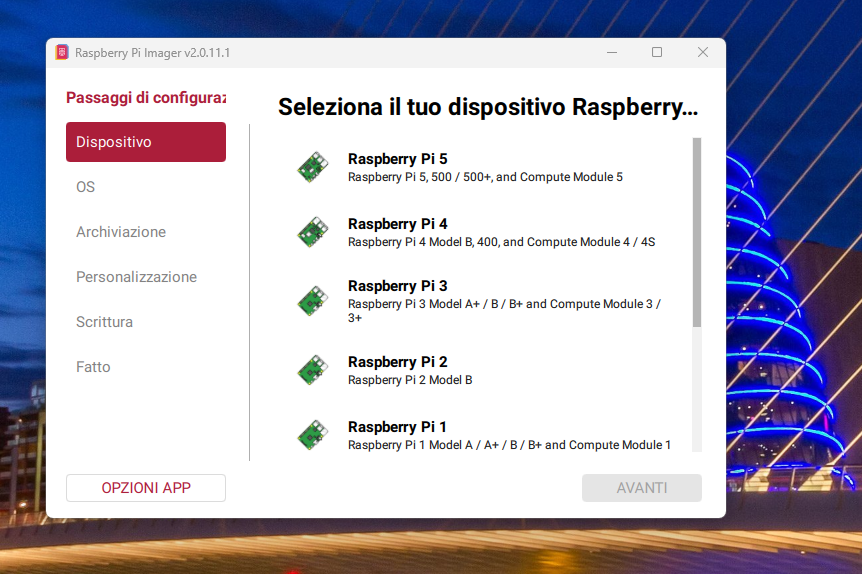 Raspberry Pi Imager v2.0.11.1
Passaggi di configuraz
Dispositivo
OS
Archiviazione
Personalizzazione
Scrittura
Fatto
OPZIONI APP
Seleziona il tuo dispositivo Raspberry...
Raspberry Pi 5
Raspberry Pi 5, 500 / 500+, and Compute Module 5
Raspberry Pi 4
Raspberry Pi 4 Model B, 400, and Compute Module 4 / 4S
Raspberry Pi 3
Raspberry Pi 3 Model A+ / B / B+ and Compute Module 3 /
3+
Raspberry Pi 2
Raspberry Pi 2 Model B
Raspberry Pi 1
Raspberry Pi 1 Model A / A+ / B / B+ and Compute Module 1
AVANTI